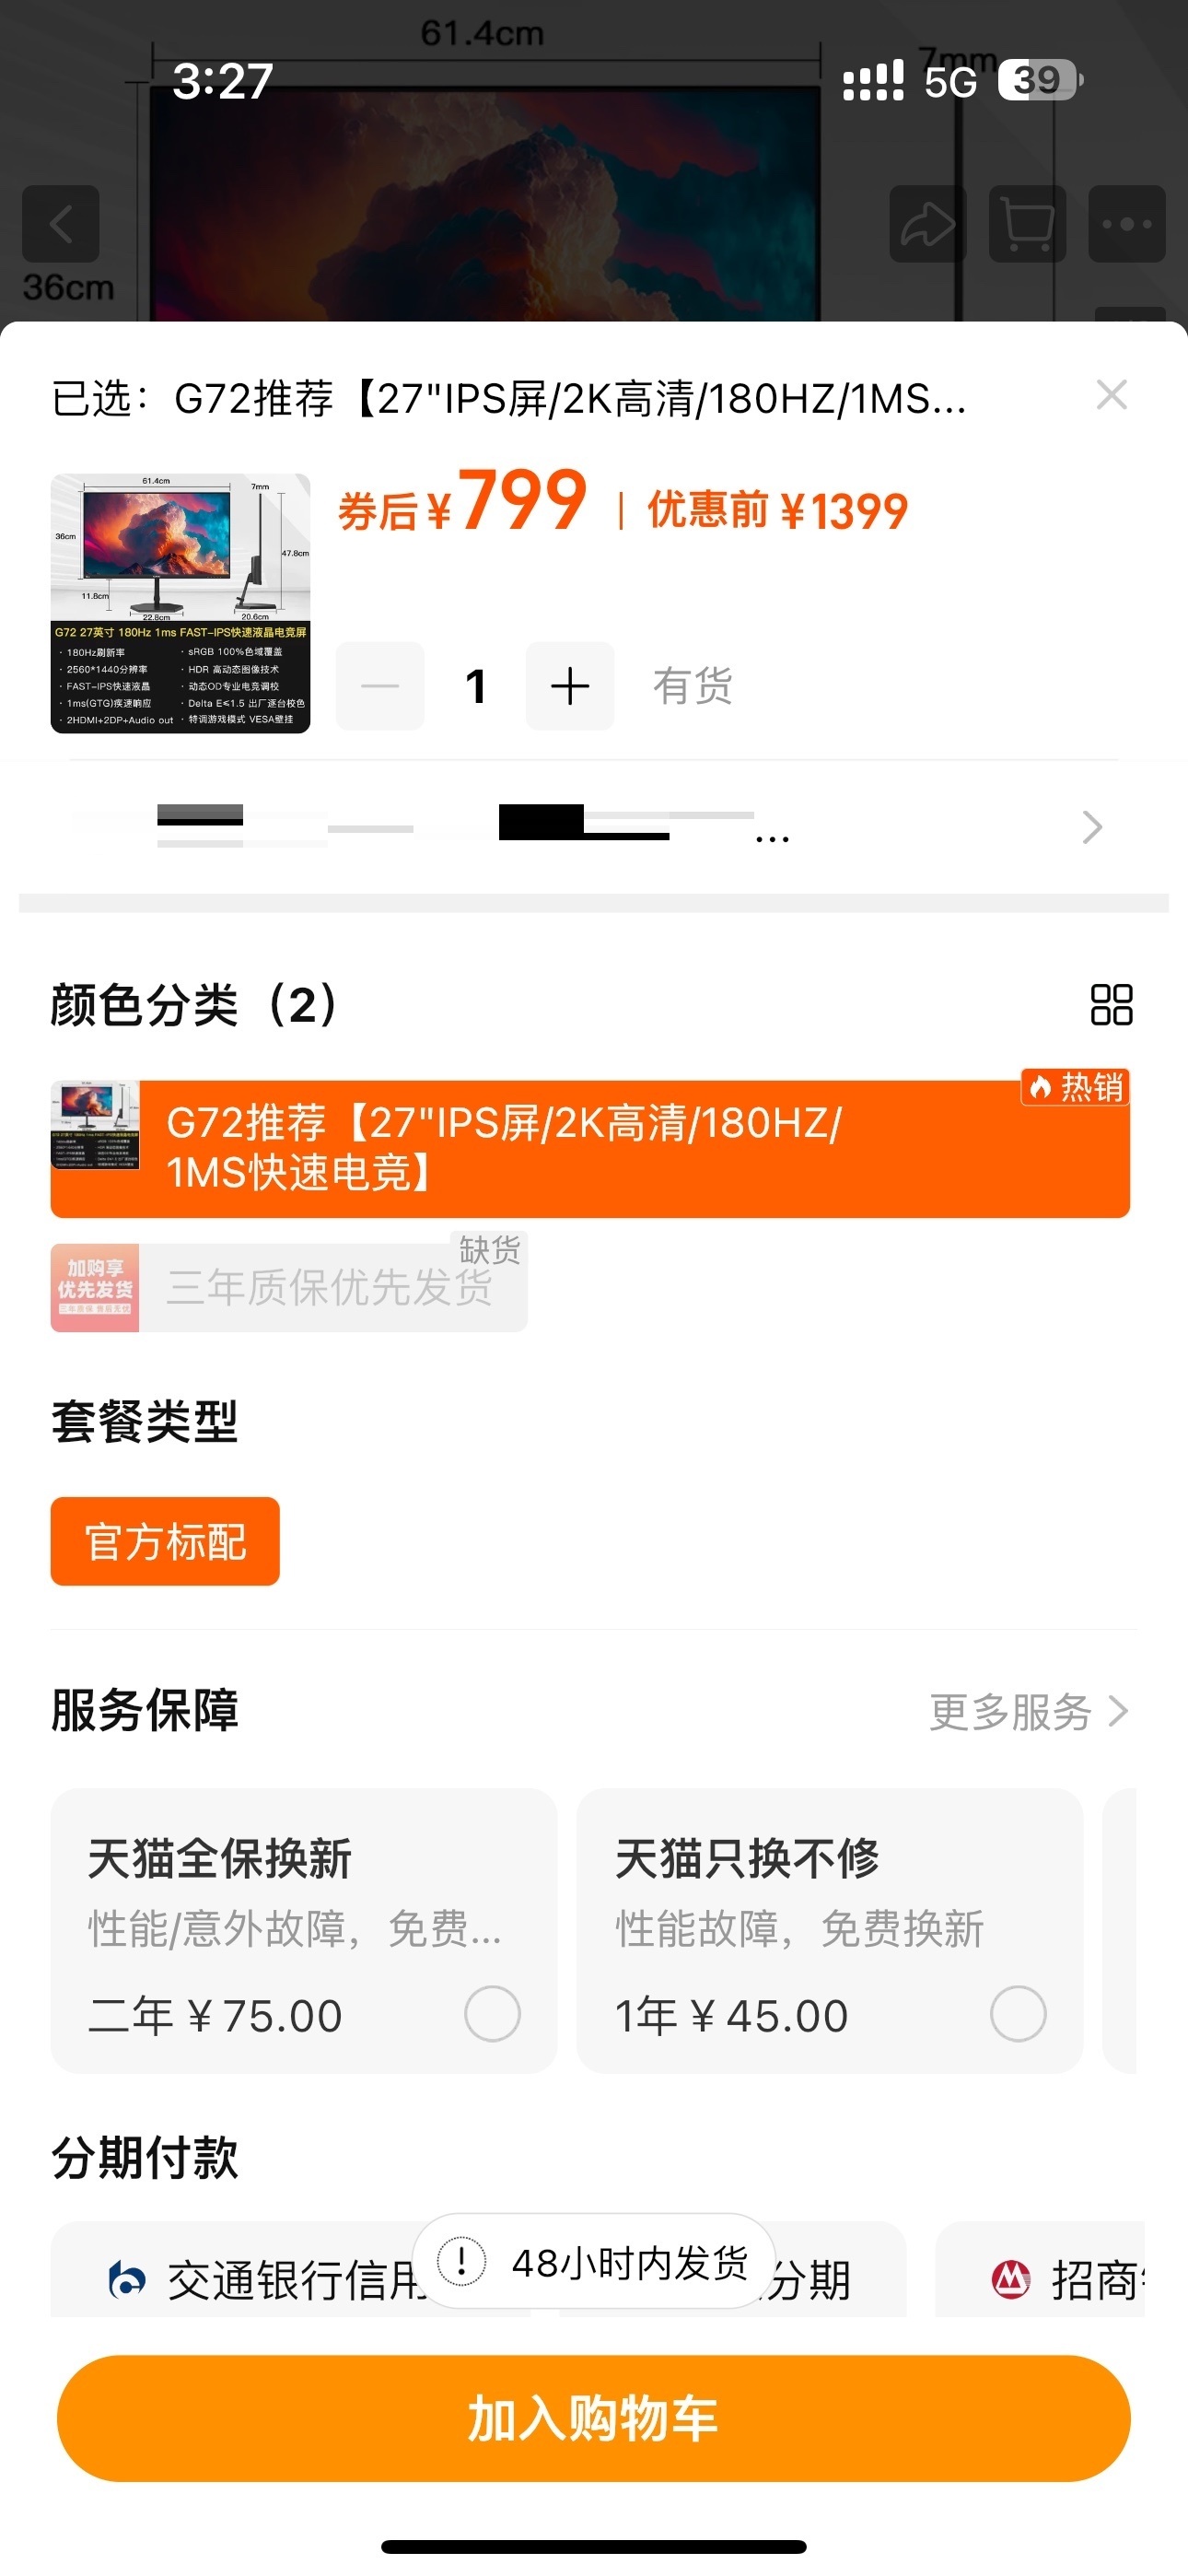 61.4cm
7mm
3:27
5G
39
36cm
已选：G72推荐【27"IPS屏/2K高清/180HZ/1MS...
券后￥799
优惠前￥1399
61.4cm
7mm
36cm
47.8cm
11.8cm
22.8cm
20.6cm
G72 27英寸 180Hz 1ms FAST-IPS快速液晶电竞屏
· 180Hz刷新率
· sRGB 100%色域覆盖
· 2560*1440分辨率
· HDR 高动态图像技术
· FAST-IPS快速液晶
· 动态OD专业电竞调校
· 1ms(GTG)疾速响应
· Delta E≤1.5 出厂逐台校色
· 2HDMI+2DP+Audio out
· 特调游戏模式 VESA壁挂
1
有货
...
颜色分类（2）
热销
G72推荐【27"IPS屏/2K高清/180HZ/
1MS快速电竞】
缺货
加购享
优先发货
三年质保优先发货
套餐类型
官方标配
服务保障
更多服务
天猫全保换新
性能/意外故障，免费...
二年￥75.00
天猫只换不修
性能故障，免费换新
1年￥45.00
分期付款
交通银行信用
分期
招商
48小时内发货
加入购物车